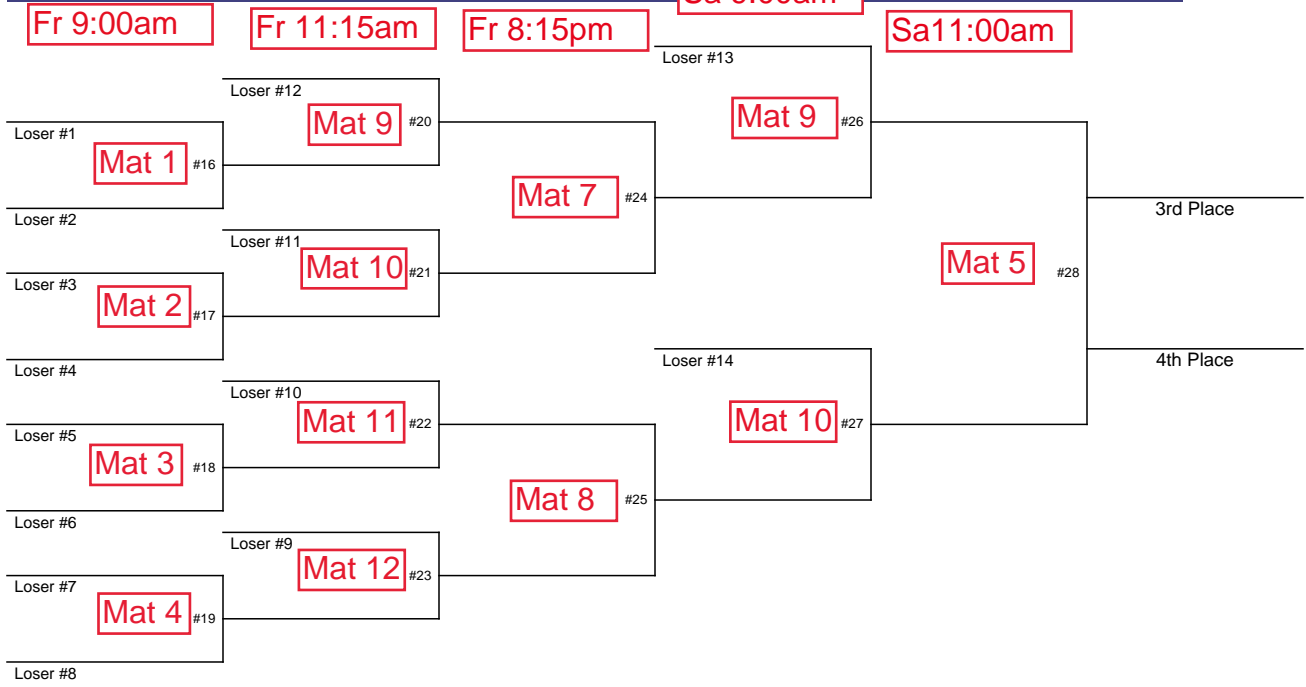 Fr 9:00am
Fr 11:15am
Fr 8:15pm
Sa11:00am
Loser #13
Loser #12
Mat 9 #20
Mat 9 #26
Loser #1
Mat 1 #16
Loser #2
Mat 7 #24
3rd Place
Loser #11
Mat 10 #21
Mat 5 #28
Loser #3
Mat 2 #17
Loser #4
Loser #14
4th Place
Loser #10
Mat 11 #22
Mat 10 #27
Loser #5
Mat 3 #18
Loser #6
Mat 8 #25
Loser #9
Mat 12 #23
Loser #7
Mat 4 #19
Loser #8